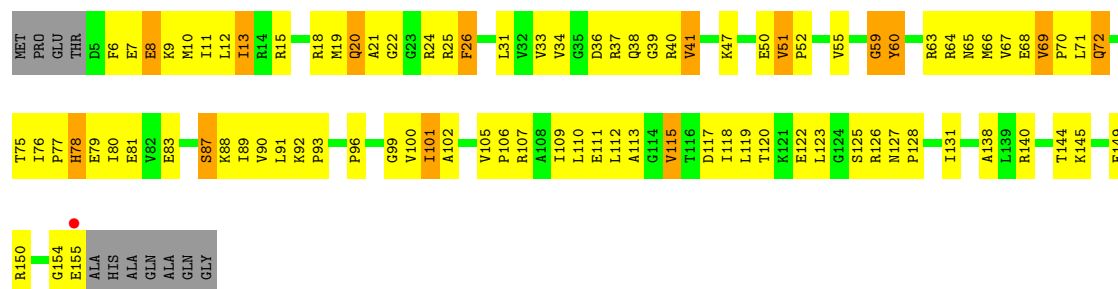 MET PRO GLU THR D5 F6 E7 E8 K9 M10 I11 L12 I13 R14 R15 R18 M19 Q20 A21 G22 G23 R24 R25 F26 L31 V32 V33 V34 G35 D36 R37 Q38 G39 R40 V41 K47 E50 V51 P52 V55 G59 Y60 R63 R64 N65 M66 V67 E68 V69 P70 L71 Q72
T75 I76 P77 H78 E79 I80 E81 V82 E83 S87 K88 I89 V90 L91 K92 P93 P96 G99 V100 I101 A102 V105 P106 R107 A108 I109 L110 E111 L112 A113 G114 V115 T116 D117 I118 L119 T120 K121 E122 L123 G124 S125 R126 N127 P128 I131 A138 L139 R140 T144 K145
R150 G154 E155 ALA HIS ALA GLN ALA GLN GLY